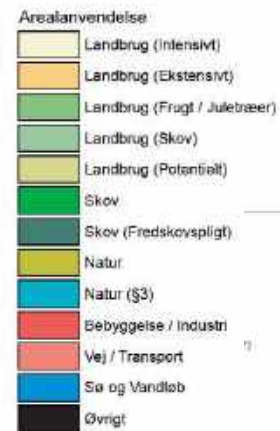 Arealanvendelse
Landbrug (Intensivt)
Landbrug (Ekstensivt)
Landbrug (Frugt / Juletræer)
Landbrug (Skov)
Landbrug (Potentielt)
Skov
Skov (Fredskovspligt)
Natur
Natur (§3)
Bebyggelse / Industri
Vej / Transport
Sø og Vandløb
Øvrigt